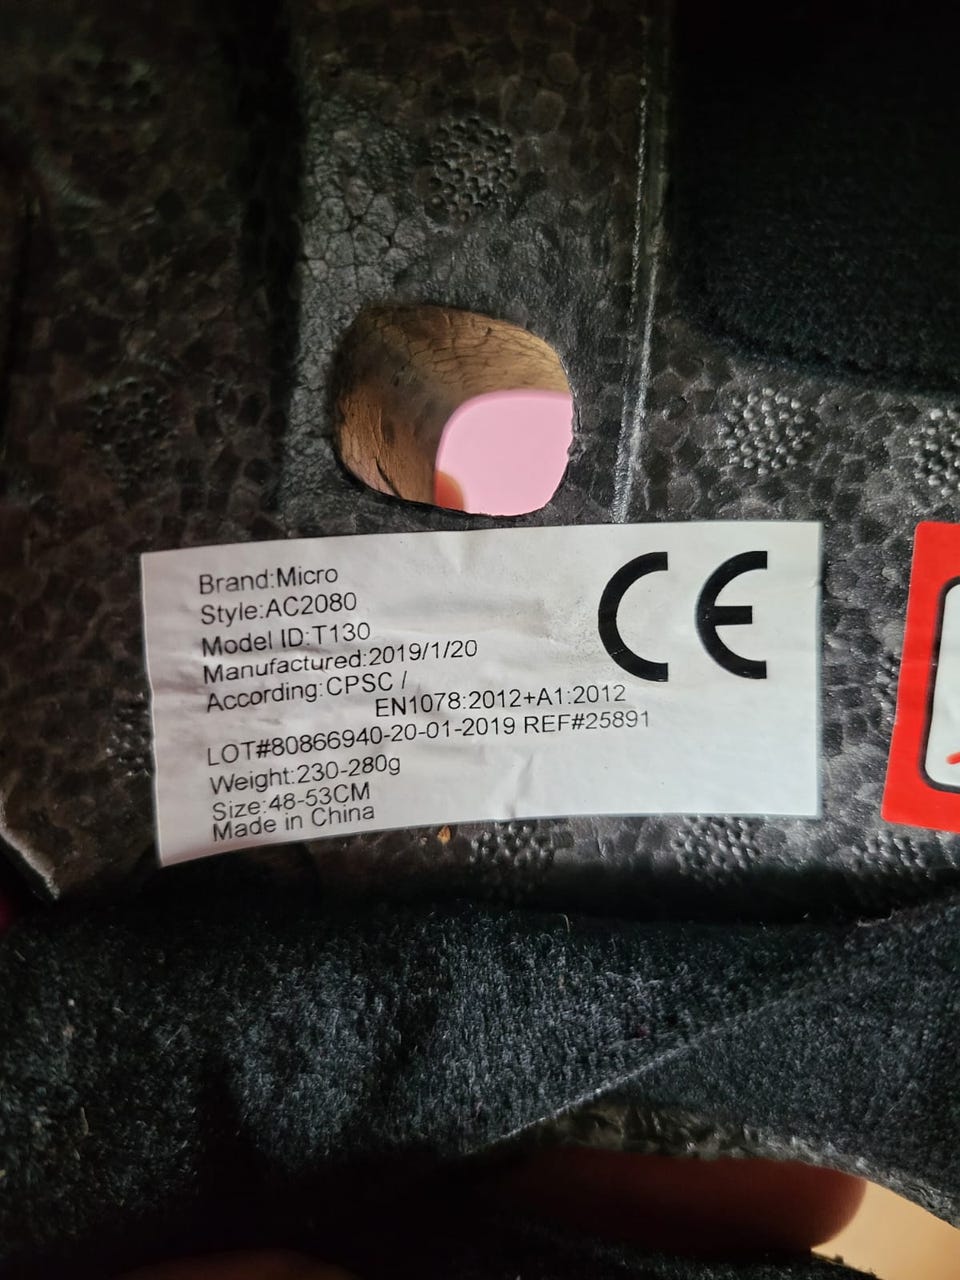 Brand:Micro
Style:AC2080
Model ID:T130
Manufactured:2019/1/20
According:CPSC /
EN1078:2012+A1:2012
LOT#80866940-20-01-2019 REF#25891
Weight:230-280g
Size:48-53CM
Made in China
CE